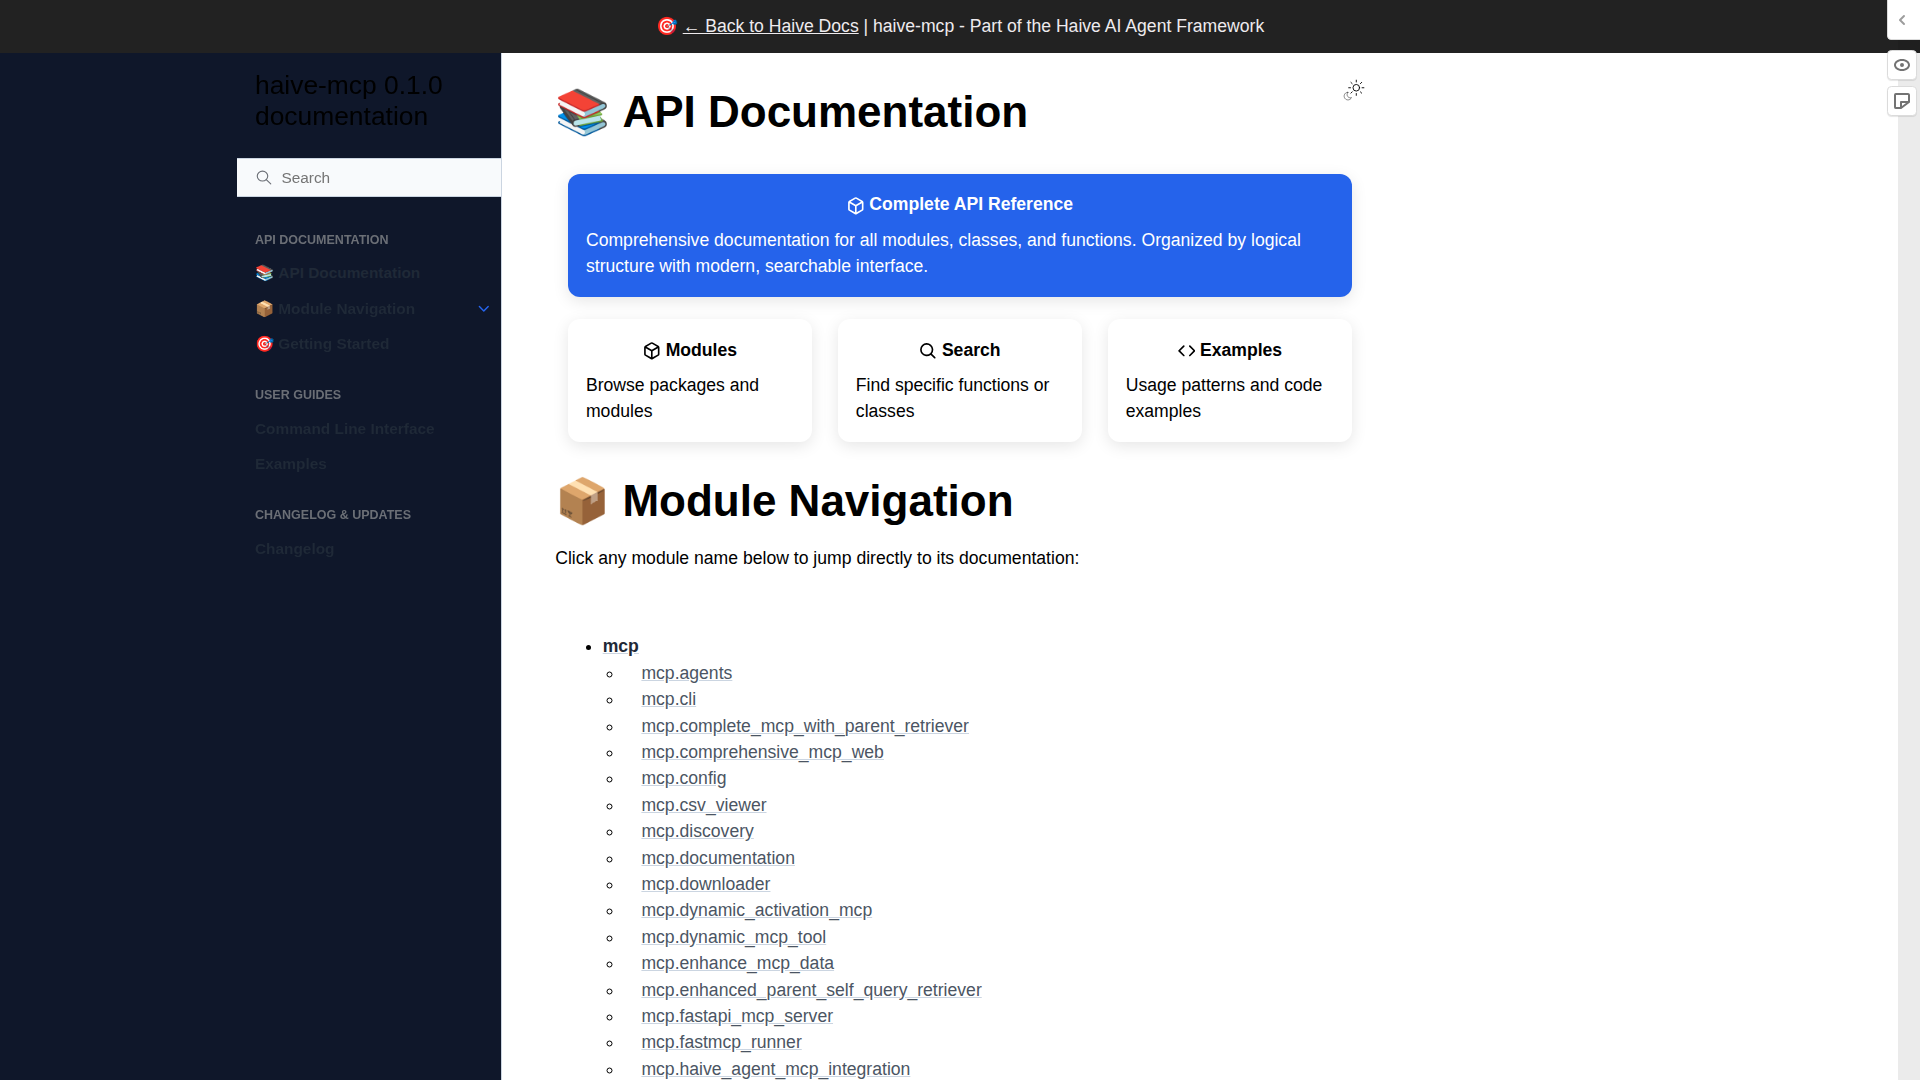 🎯 ← Back to Haive Docs | haive-mcp - Part of the Haive AI Agent Framework
haive-mcp 0.1.0
documentation
Search
API DOCUMENTATION
📚 API Documentation
📦 Module Navigation
🎯 Getting Started
USER GUIDES
Command Line Interface
Examples
CHANGELOG & UPDATES
Changelog
📚 API Documentation
Complete API Reference
Comprehensive documentation for all modules, classes, and functions. Organized by logical
structure with modern, searchable interface.
Modules
Browse packages and
modules
Search
Find specific functions or
classes
Examples
Usage patterns and code
examples
📦 Module Navigation
Click any module name below to jump directly to its documentation:
mcp
mcp.agents
mcp.cli
mcp.complete_mcp_with_parent_retriever
mcp.comprehensive_mcp_web
mcp.config
mcp.csv_viewer
mcp.discovery
mcp.documentation
mcp.downloader
mcp.dynamic_activation_mcp
mcp.dynamic_mcp_tool
mcp.enhance_mcp_data
mcp.enhanced_parent_self_query_retriever
mcp.fastapi_mcp_server
mcp.fastmcp_runner
mcp.haive_agent_mcp_integration